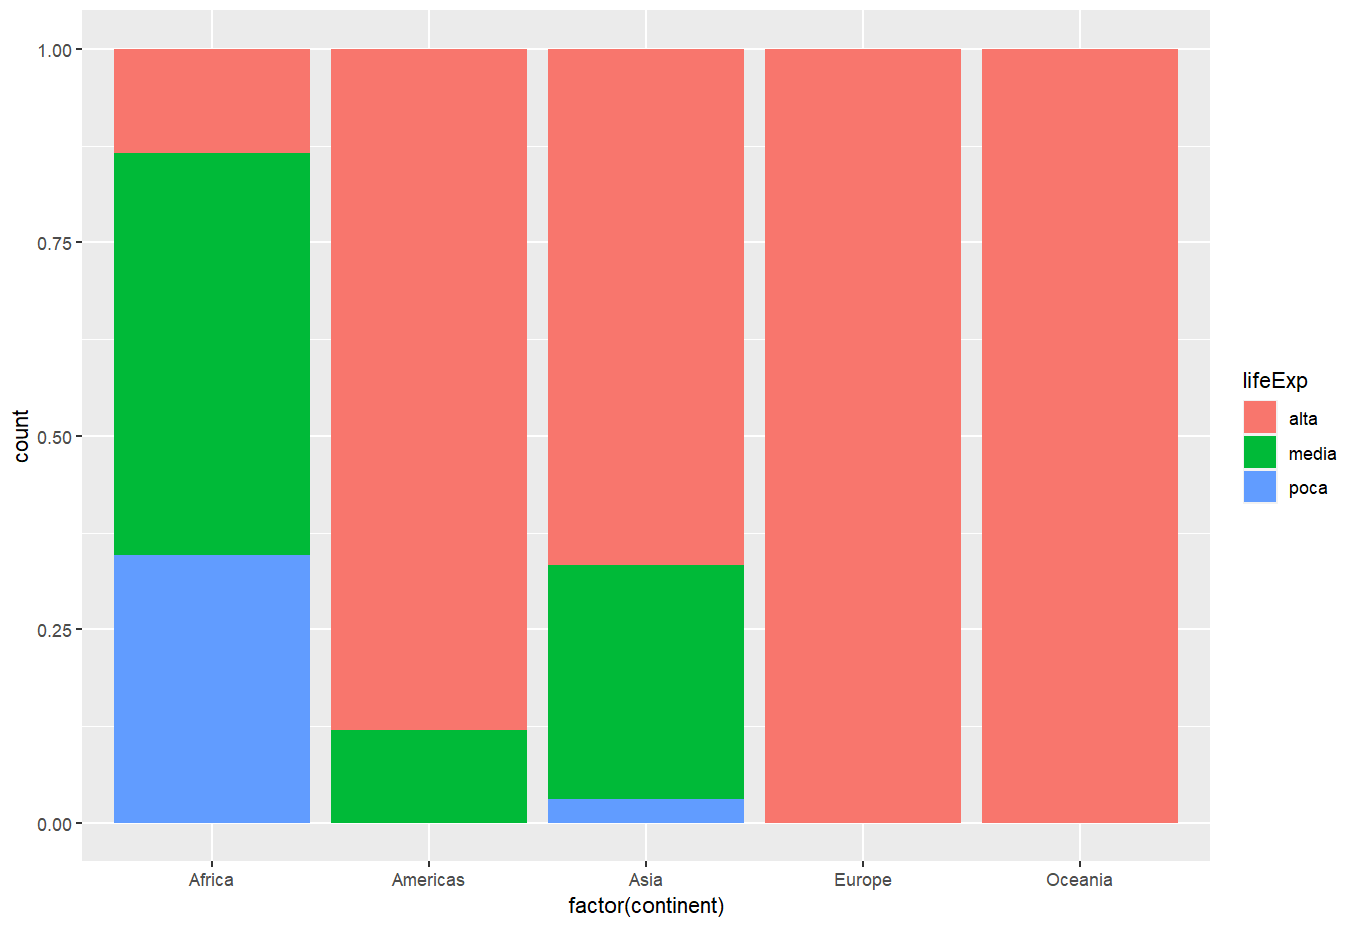 1.00
0.75
0.50
0.25
0.00
count
Africa
Americas
Asia
Europe
Oceania
factor(continent)
lifeExp
alta
media
poca